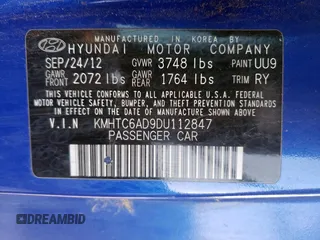 MANUFACTURED IN KOREA
HYUNDAI MOTOR COMPANY
SEP/24/12 GVWR 3748 lbs PAINT UU9
GAWR FRONT 2072 lbs GAWR REAR 1764 lbs TRIM RY
THIS VEHICLE CONFORMS TO ALL APPLICABLE U.S. FEDERAL MOTOR VEHICLE SAFETY, BUMPER, AND THEFT PREVENTION STANDARDS IN EFFECT ON THE DATE OF MANUFACTURE SHOWN ABOVE.
V.I.N KMHTC6AD9DU112847
PASSENGER CAR
DREAMBID